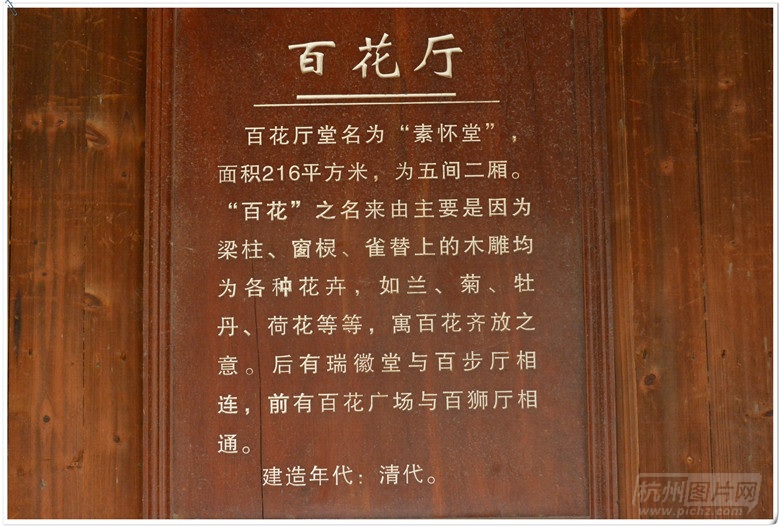 百花厅
百花厅堂名为“素怀堂”，
面积216平方米，为五间二厢。
“百花”之名来由主要是因为
梁柱、窗棂、雀替上的木雕均
为各种花卉，如兰、菊、牡
丹、荷花等等，寓百花齐放之
意。后有瑞徽堂与百步厅相
连，前有百花广场与百狮厅相
通。
建造年代：清代。
杭州图片网
www.pichz.com